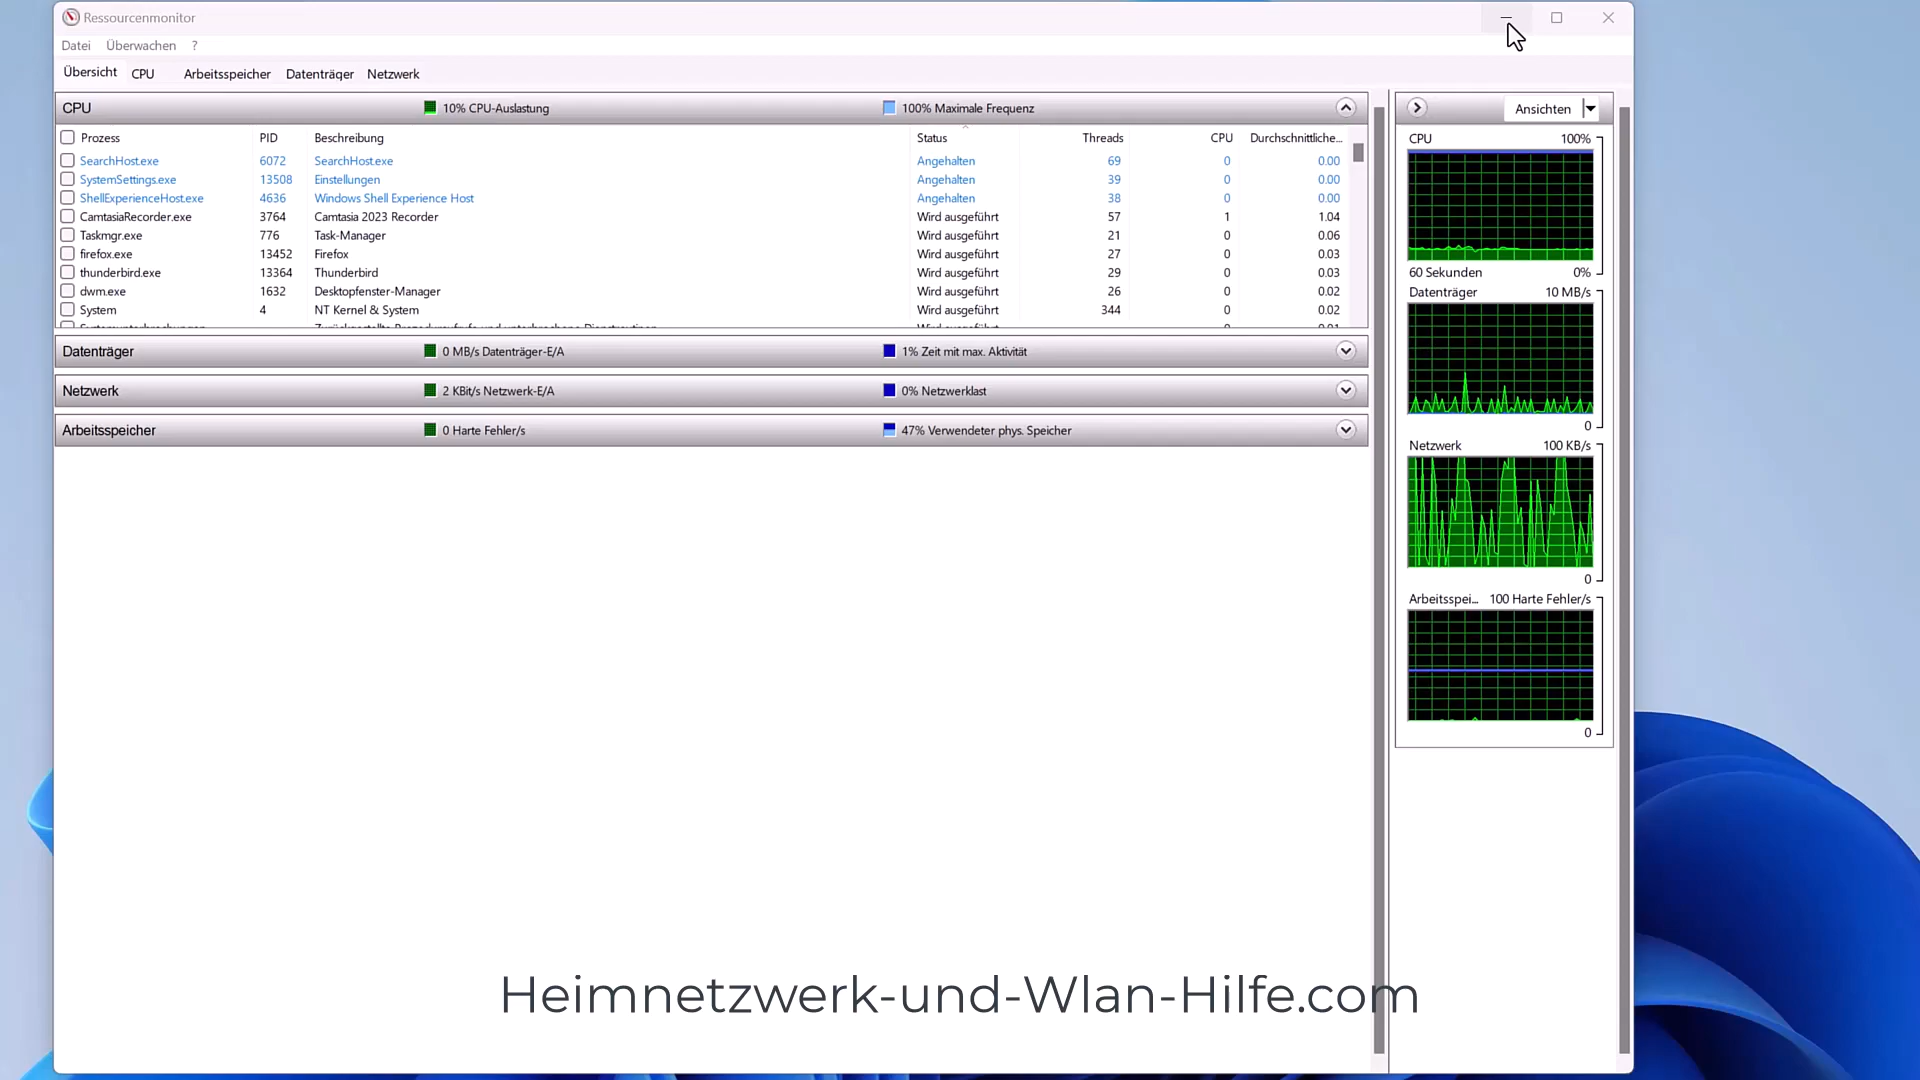 Ressourcenmonitor
Datei Überwachen ?
Übersicht CPU Arbeitsspeicher Datenträger Netzwerk
CPU 10% CPU-Auslastung 100% Maximale Frequenz
Prozess PID Beschreibung Status Threads CPU Durchschnittliche...
SearchHost.exe 6072 SearchHost.exe Angehalten 69 0 0.00
SystemSettings.exe 13508 Einstellungen Angehalten 39 0 0.00
ShellExperienceHost.exe 4636 Windows Shell Experience Host Angehalten 38 0 0.00
CamtasiaRecorder.exe 3764 Camtasia 2023 Recorder Wird ausgeführt 57 1 1.04
Taskmgr.exe 776 Task-Manager Wird ausgeführt 21 0 0.06
firefox.exe 13452 Firefox Wird ausgeführt 27 0 0.03
thunderbird.exe 13364 Thunderbird Wird ausgeführt 29 0 0.03
dwm.exe 1632 Desktopfenster-Manager Wird ausgeführt 26 0 0.02
System 4 NT Kernel & System Wird ausgeführt 344 0 0.02
Datenträger 0 MB/s Datenträger-E/A 1% Zeit mit max. Aktivität
Netzwerk 2 KBit/s Netzwerk-E/A 0% Netzwerklast
Arbeitsspeicher 0 Harte Fehler/s 47% Verwendeter phys. Speicher
Ansichten
CPU 100%
60 Sekunden 0%
Datenträger 10 MB/s
0
Netzwerk 100 KB/s
0
Arbeitsspei... 100 Harte Fehler/s
0
Heimnetzwerk-und-Wlan-Hilfe.com